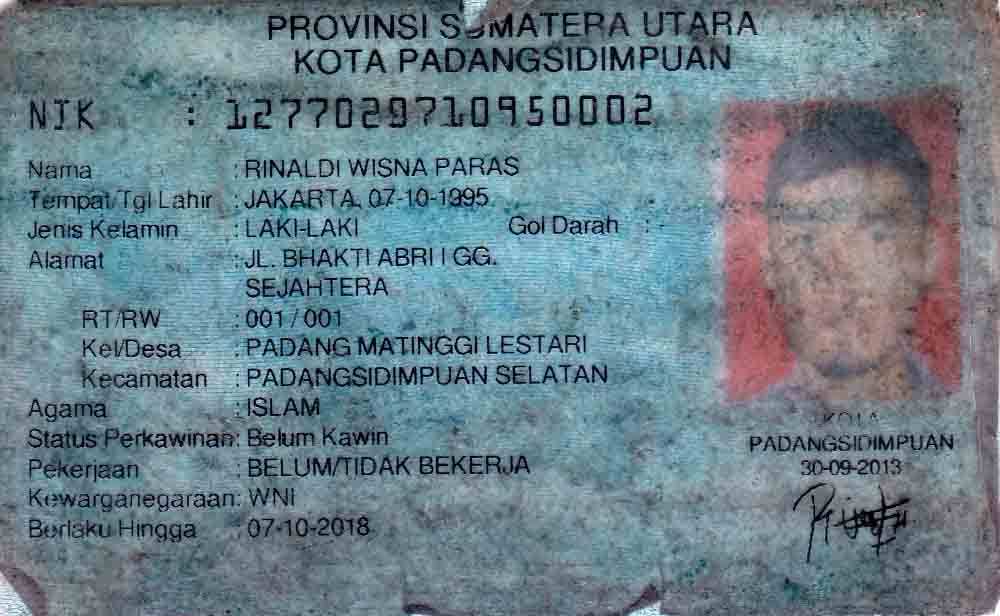 PROVINSI SUMATERA UTARA
KOTA PADANGSIDIMPUAN
NIK : 1277029710950002
Nama : RINALDI WISNA PARAS
Tempat/Tgl Lahir : JAKARTA, 07-10-1995
Jenis Kelamin : LAKI-LAKI Gol Darah : -
Alamat : JL. BHAKTI ABRI I GG.
SEJAHTERA
RT/RW : 001 / 001
Kel/Desa : PADANG MATINGGI LESTARI
Kecamatan : PADANGSIDIMPUAN SELATAN
Agama : ISLAM
Status Perkawinan: Belum Kawin
Pekerjaan : BELUM/TIDAK BEKERJA
Kewarganegaraan: WNI
Berlaku Hingga : 07-10-2018
KOTA
PADANGSIDIMPUAN
30-09-2013